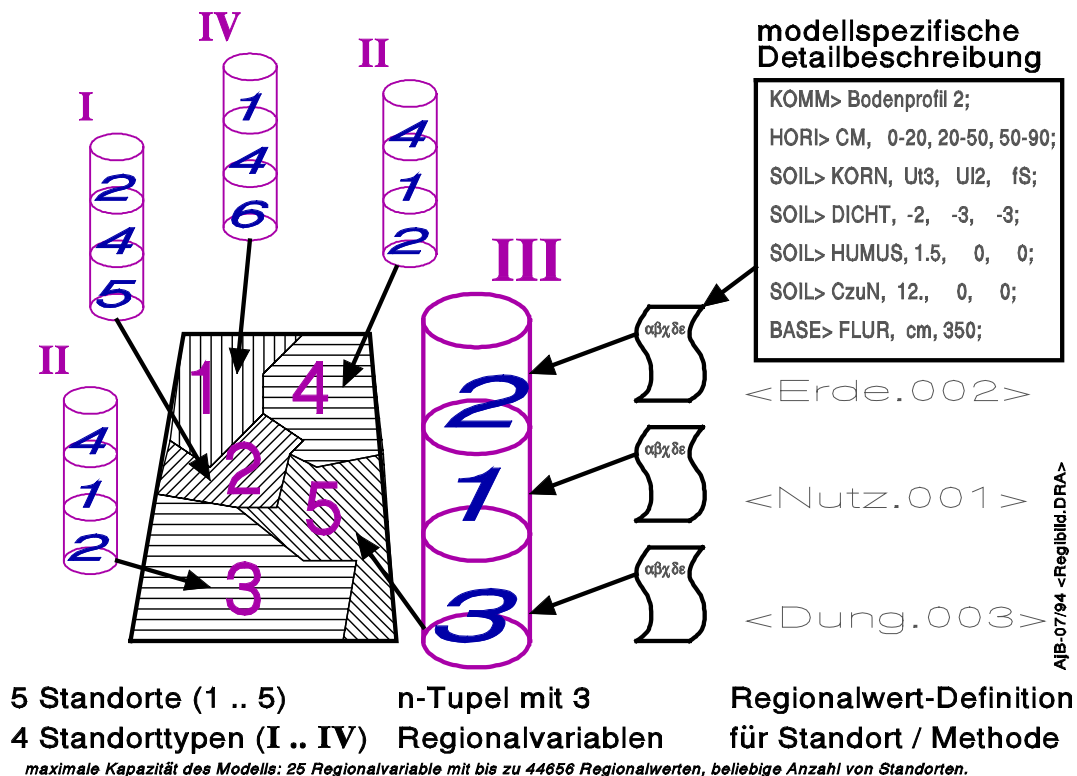 IV
1
4
6
II
4
1
2
I
2
4
5
II
4
1
2
1
4
2
5
3
III
2
1
3
αβχδε
αβχδε
αβχδε
modellspezifische
Detailbeschreibung
KOMM> Bodenprofil 2;
HORI> CM, 0-20, 20-50, 50-90;
SOIL> KORN, Ut3, Ul2, fS;
SOIL> DICHT, -2, -3, -3;
SOIL> HUMUS, 1.5, 0, 0;
SOIL> CzuN, 12., 0, 0;
BASE> FLUR, cm, 350;
<Erde.002>
<Nutz.001>
<Dung.003>
AjB-07/94 <Regibild.DRA>
5 Standorte (1 .. 5)
4 Standorttypen (I .. IV)
n-Tupel mit 3
Regionalvariablen
Regionalwert-Definition
für Standort / Methode
maximale Kapazität des Modells: 25 Regionalvariable mit bis zu 44656 Regionalwerten, beliebige Anzahl von Standorten.